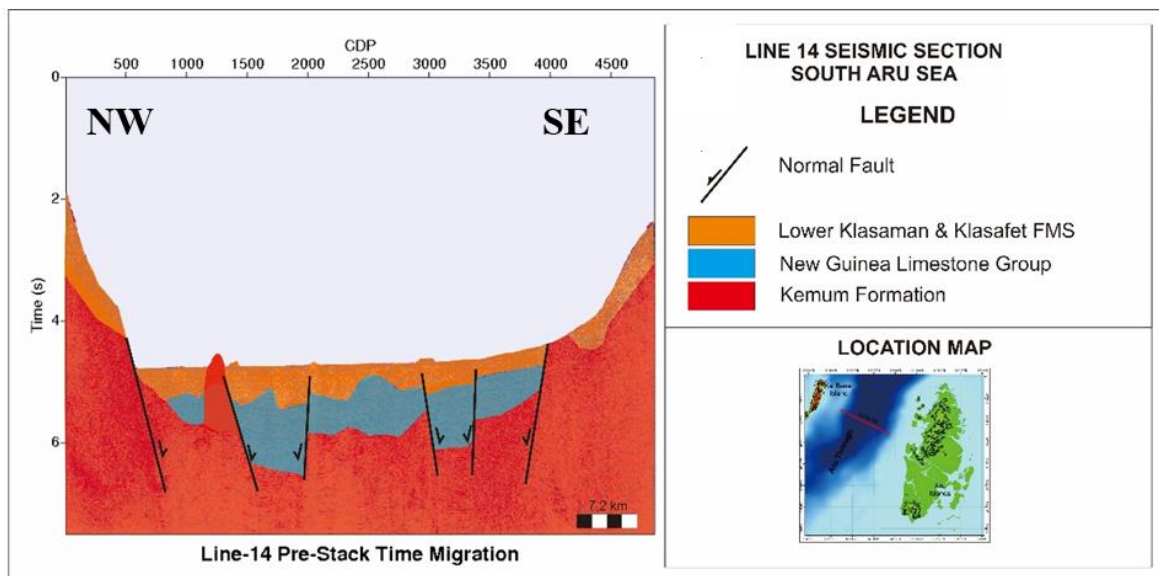 CDP
500 1000 1500 2000 2500 3000 3500 4000 4500
0
2
4
6
Time (s)
NW
SE
7.2 km
Line-14 Pre-Stack Time Migration
LINE 14 SEISMIC SECTION
SOUTH ARU SEA
LEGEND
Normal Fault
Lower Klasaman & Klasafet FMS
New Guinea Limestone Group
Kemum Formation
LOCATION MAP